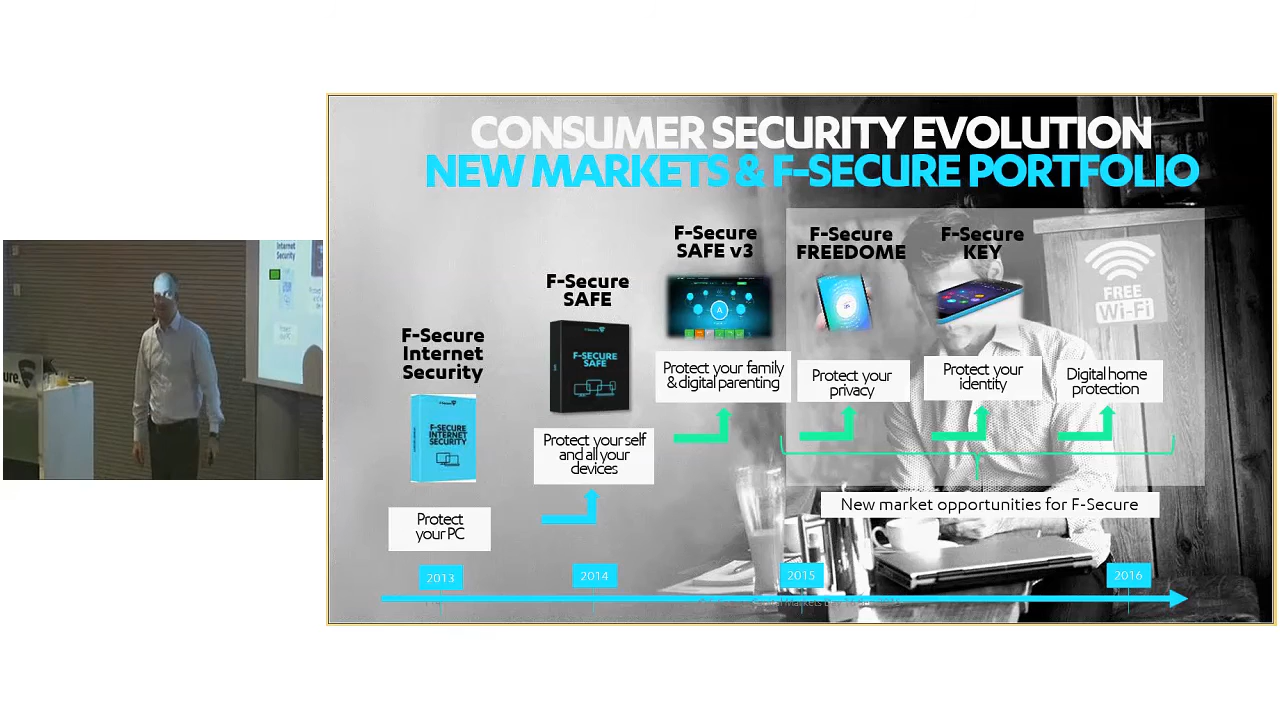 CONSUMER SECURITY EVOLUTION
NEW MARKETS & F-SECURE PORTFOLIO
F-Secure
Internet
Security
F-SECURE
INTERNET
SECURITY
Protect
your PC
F-Secure
SAFE
F-SECURE
SAFE
Protect your self
and all your
devices
F-Secure
SAFE v3
A
Protect your family
& digital parenting
F-Secure
FREEDOME
Protect your
privacy
F-Secure
KEY
Protect your
identity
FREE
Wi-Fi
Digital home
protection
New market opportunities for F-Secure
2013
2014
2015
2016
Internet
Security
ure.